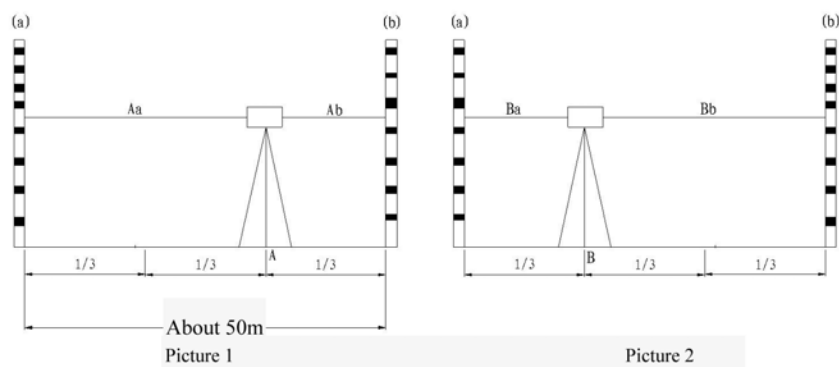 (a) (b) (a) (b)
Aa Ab Ba Bb
A B
1/3 1/3 1/3 1/3 1/3 1/3
About 50m
Picture 1 Picture 2